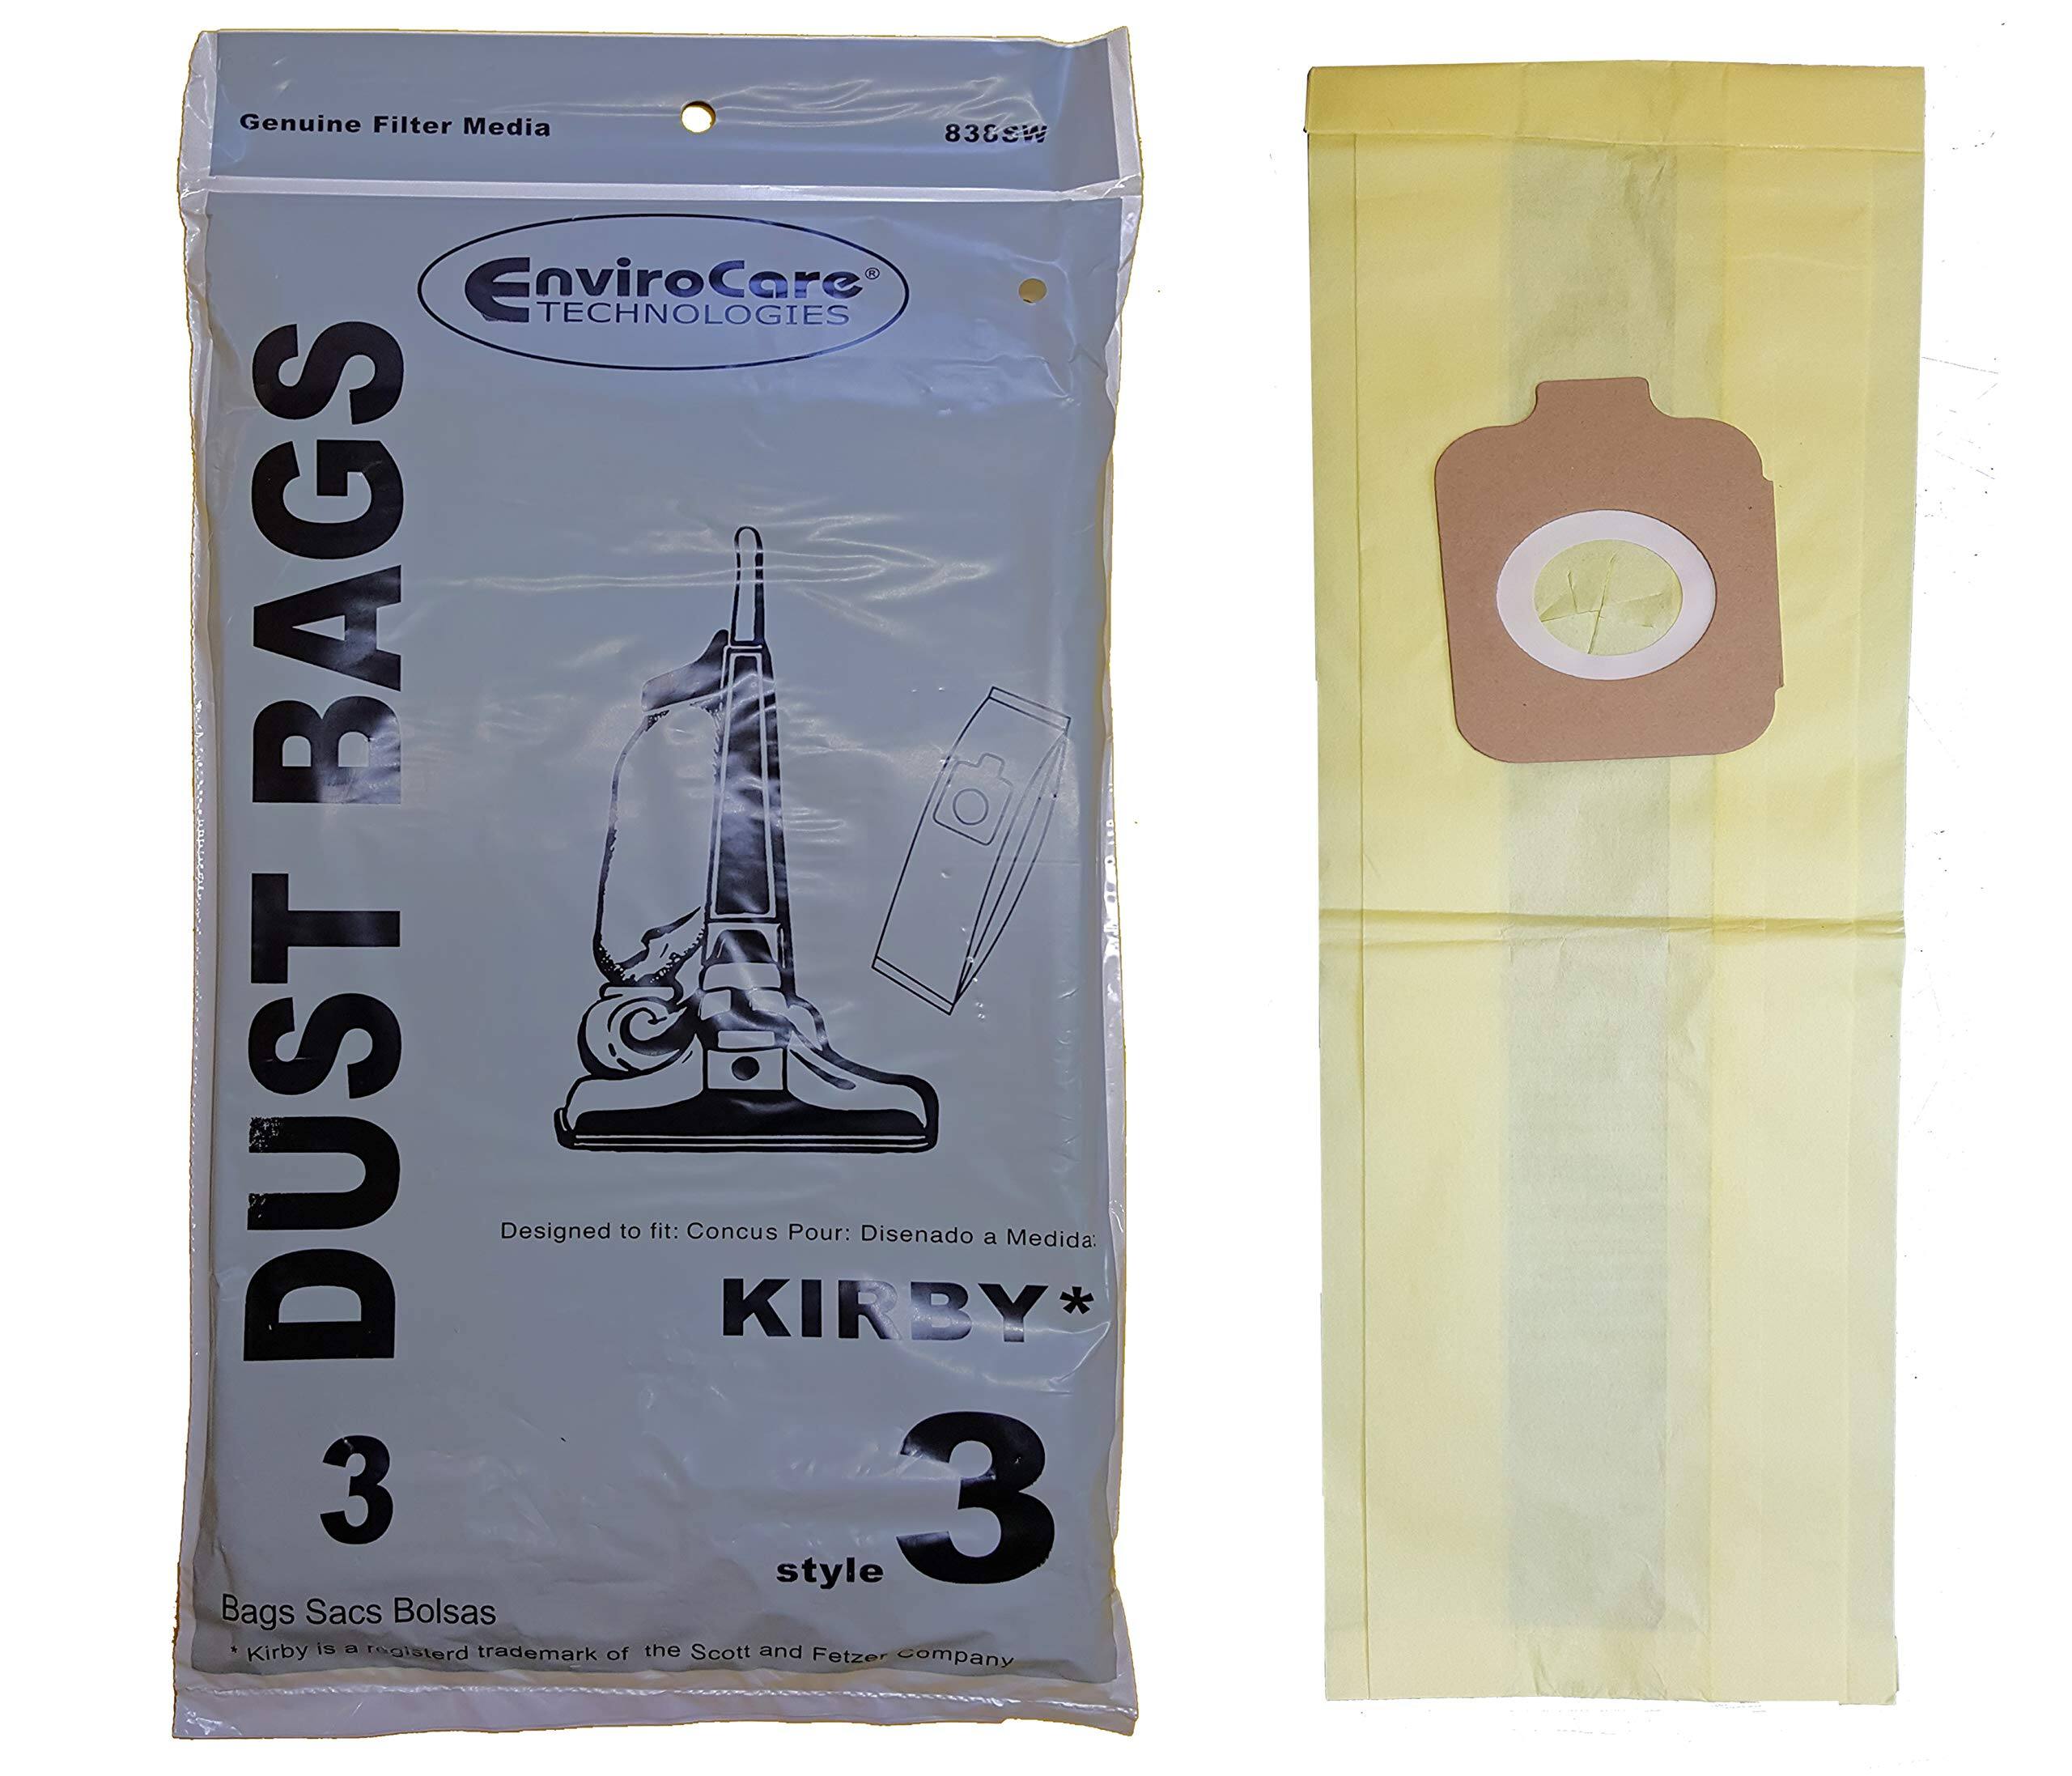 Genuine Filter Media
838SW
EnviroCare®
TECHNOLOGIES
DUST BAGS
Designed to fit: Concus Pour: Disenado a Medida:
KIRBY*
3
style 3
Bags Sacs Bolsas
* Kirby is a registerd trademark of the Scott and Fetzer Company